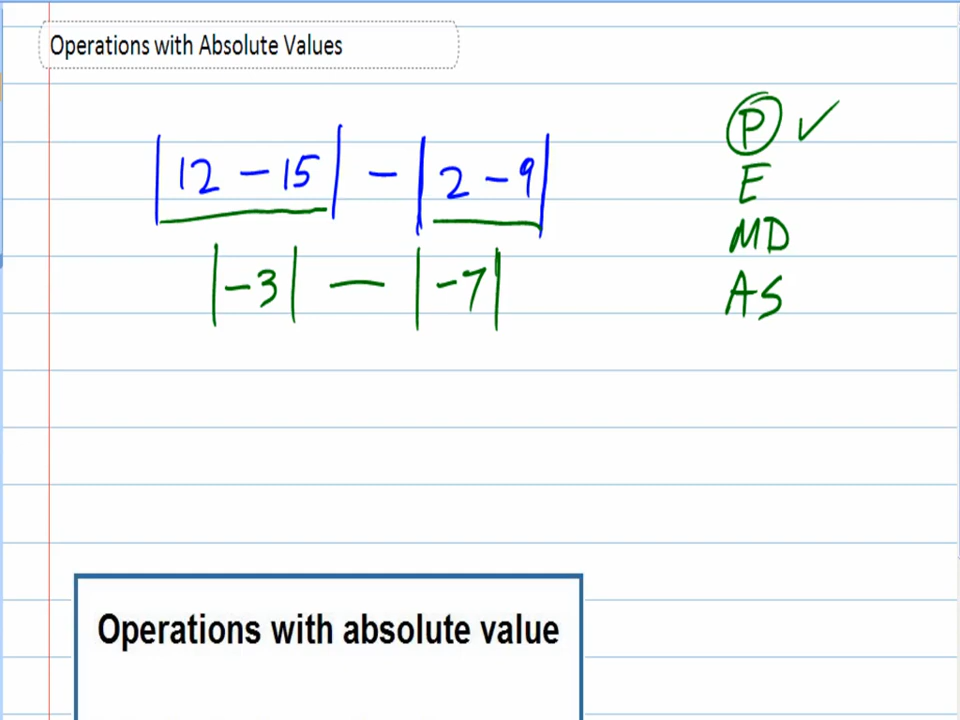 Operations with Absolute Values
|12 - 15| - |2 - 9|
|-3| - |-7|
P ✓
E
MD
AS
Operations with absolute value